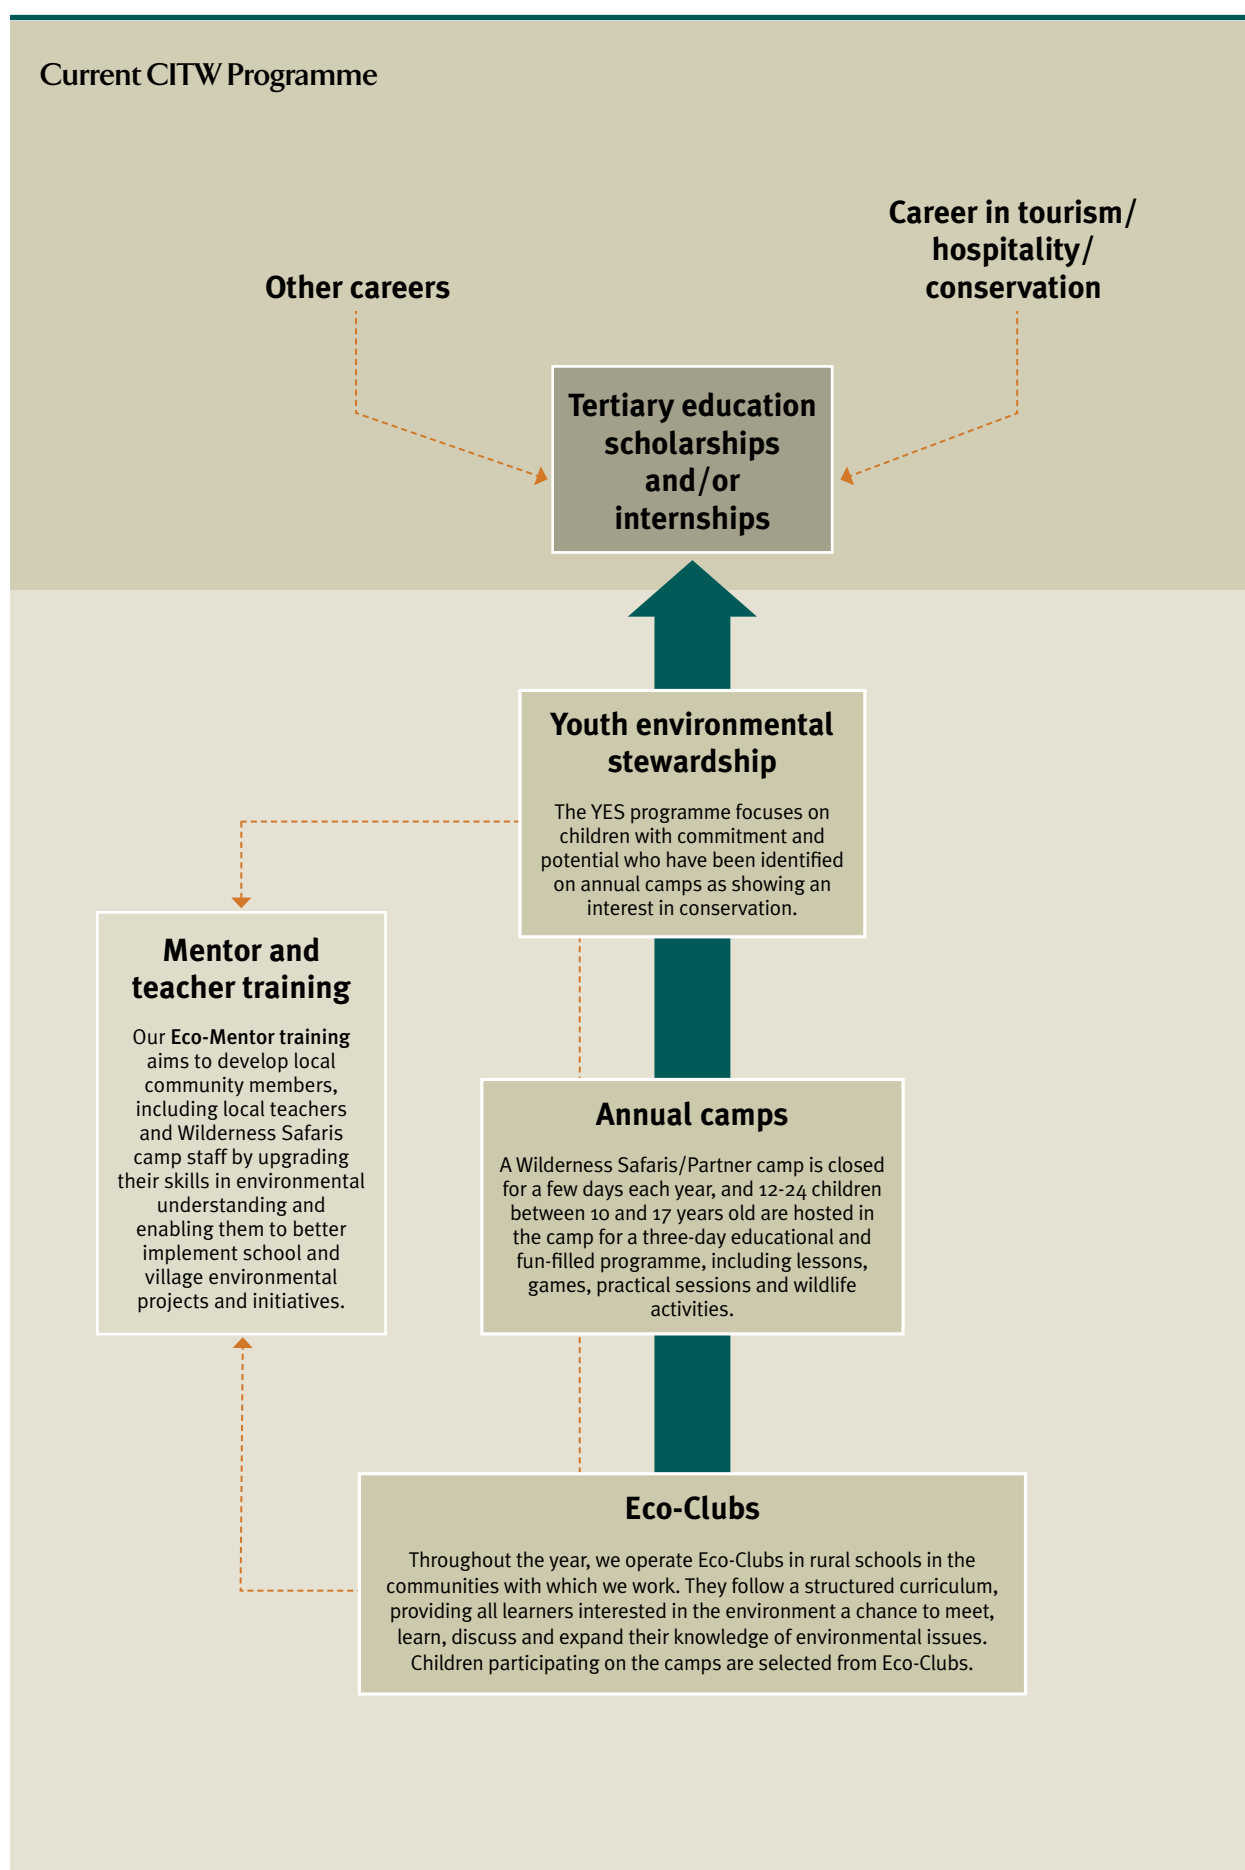 Current CITW Programme
Career in tourism/
hospitality/
conservation
Other careers
Tertiary education
scholarships
and/or
internships
Youth environmental
stewardship
The YES programme focuses on
children with commitment and
potential who have been identified
on annual camps as showing an
interest in conservation.
Mentor and
teacher training
Our Eco-Mentor training
aims to develop local
community members,
including local teachers
and Wilderness Safaris
camp staff by upgrading
their skills in environmental
understanding and
enabling them to better
implement school and
village environmental
projects and initiatives.
Annual camps
A Wilderness Safaris/Partner camp is closed
for a few days each year, and 12-24 children
between 10 and 17 years old are hosted in
the camp for a three-day educational and
fun-filled programme, including lessons,
games, practical sessions and wildlife
activities.
Eco-Clubs
Throughout the year, we operate Eco-Clubs in rural schools in the
communities with which we work. They follow a structured curriculum,
providing all learners interested in the environment a chance to meet,
learn, discuss and expand their knowledge of environmental issues.
Children participating on the camps are selected from Eco-Clubs.